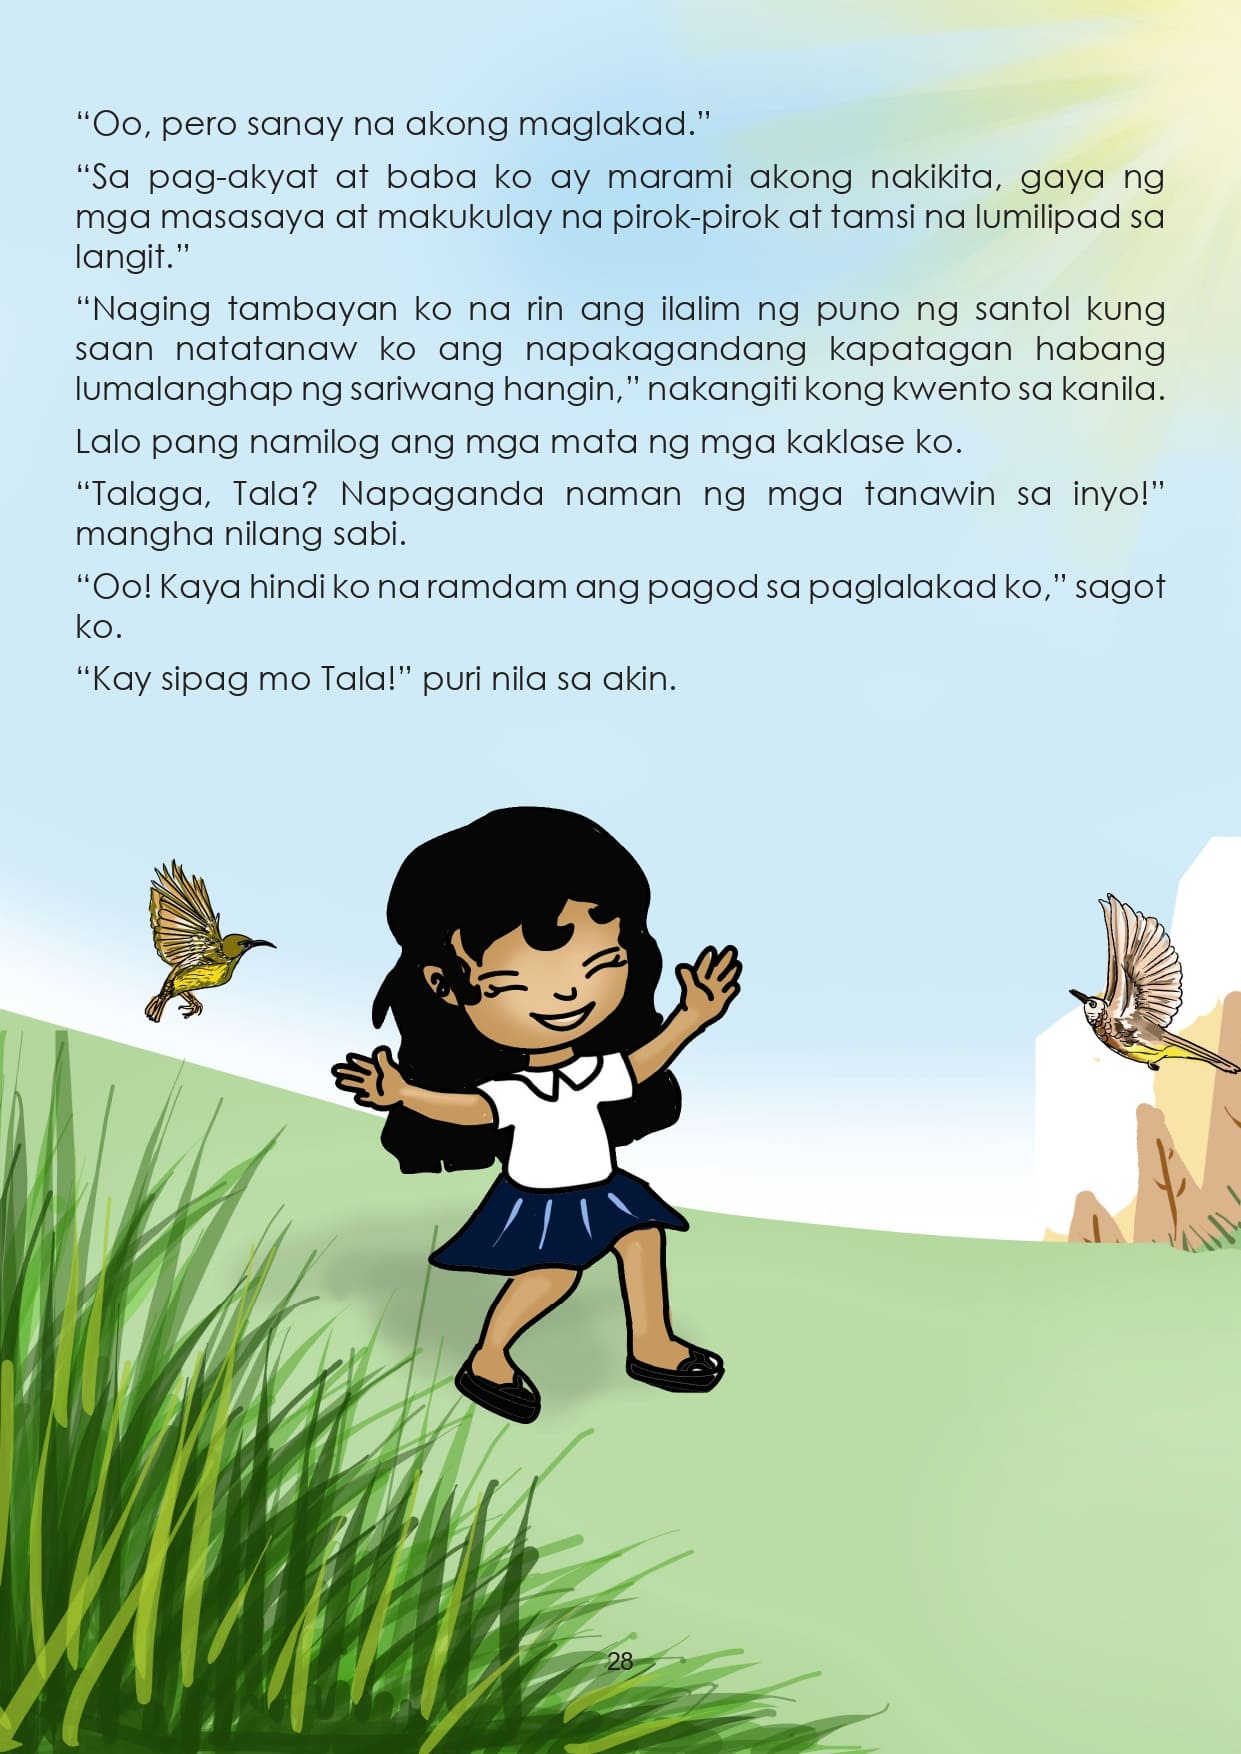 “Oo, pero sanay na akong maglakad.”
“Sa pag-akyat at baba ko ay marami akong nakikita, gaya ng
mga masasaya at makukulay na pirok-pirok at tamsi na lumilipad sa
langit.”
“Naging tambayan ko na rin ang ilalim ng puno ng santol kung
saan natatanaw ko ang napakagandang kapatagan habang
lumalanghap ng sariwang hangin,” nakangiti kong kwento sa kanila.
Lalo pang namilog ang mga mata ng mga kaklase ko.
“Talaga, Tala? Napaganda naman ng mga tanawin sa inyo!”
mangha nilang sabi.
“Oo! Kaya hindi ko na ramdam ang pagod sa paglalakad ko,” sagot
ko.
“Kay sipag mo Tala!” puri nila sa akin.
28